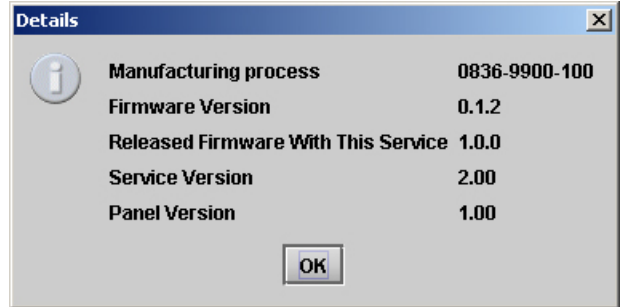 Details
Manufacturing process 0836-9900-100
Firmware Version 0.1.2
Released Firmware With This Service 1.0.0
Service Version 2.00
Panel Version 1.00
OK